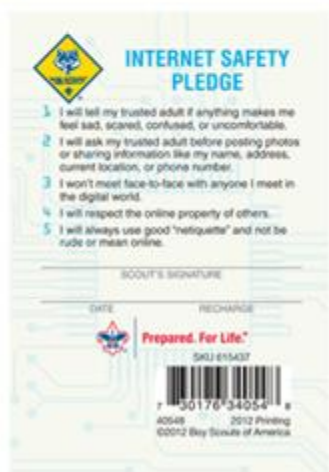 INTERNET SAFETY
PLEDGE
1 I will tell my trusted adult if anything makes me
feel sad, scared, confused, or uncomfortable.
2 I will ask my trusted adult before posting photos
or sharing information like my name, address,
current location, or phone number.
3 I won't meet face-to-face with anyone I meet in
the digital world.
4 I will respect the online property of others.
5 I will always use good "netiquette" and not be
rude or mean online.
SCOUT'S SIGNATURE
DATE RECHARGE
Prepared. For Life.™
SKU 615437
7 30176 34054 8
40548 2012 Printing
©2012 Boy Scouts of America